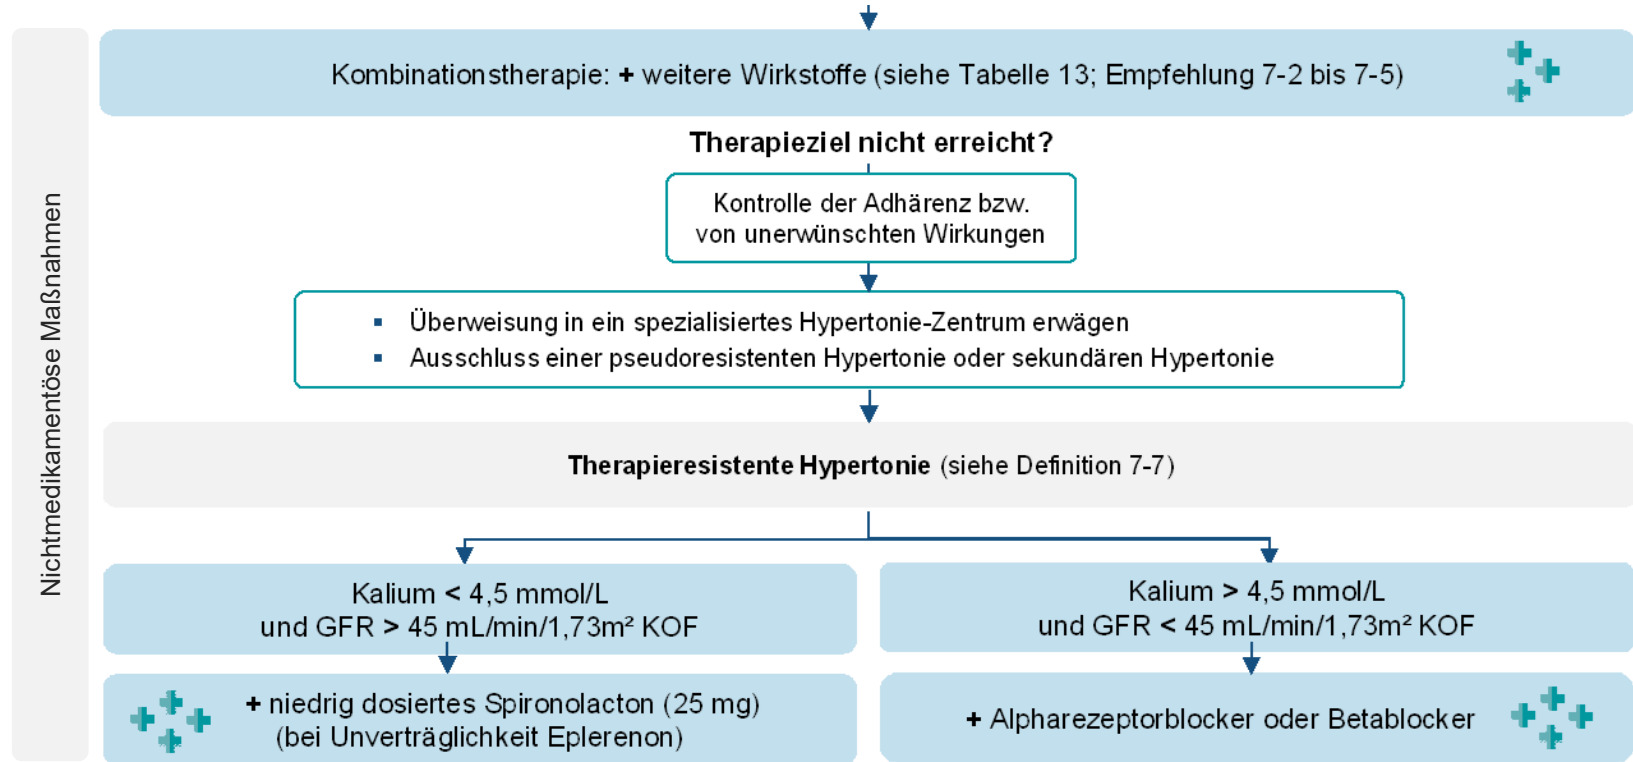 Nichtmedikamentöse Maßnahmen
Kombinationstherapie: + weitere Wirkstoffe (siehe Tabelle 13; Empfehlung 7-2 bis 7-5)
Therapieziel nicht erreicht?
Kontrolle der Adhärenz bzw.
von unerwünschten Wirkungen
▪ Überweisung in ein spezialisiertes Hypertonie-Zentrum erwägen
▪ Ausschluss einer pseudoresistenten Hypertonie oder sekundären Hypertonie
Therapieresistente Hypertonie (siehe Definition 7-7)
Kalium < 4,5 mmol/L
und GFR > 45 mL/min/1,73m² KOF
+ niedrig dosiertes Spironolacton (25 mg)
(bei Unverträglichkeit Eplerenon)
Kalium > 4,5 mmol/L
und GFR < 45 mL/min/1,73m² KOF
+ Alpharezeptorblocker oder Betablocker